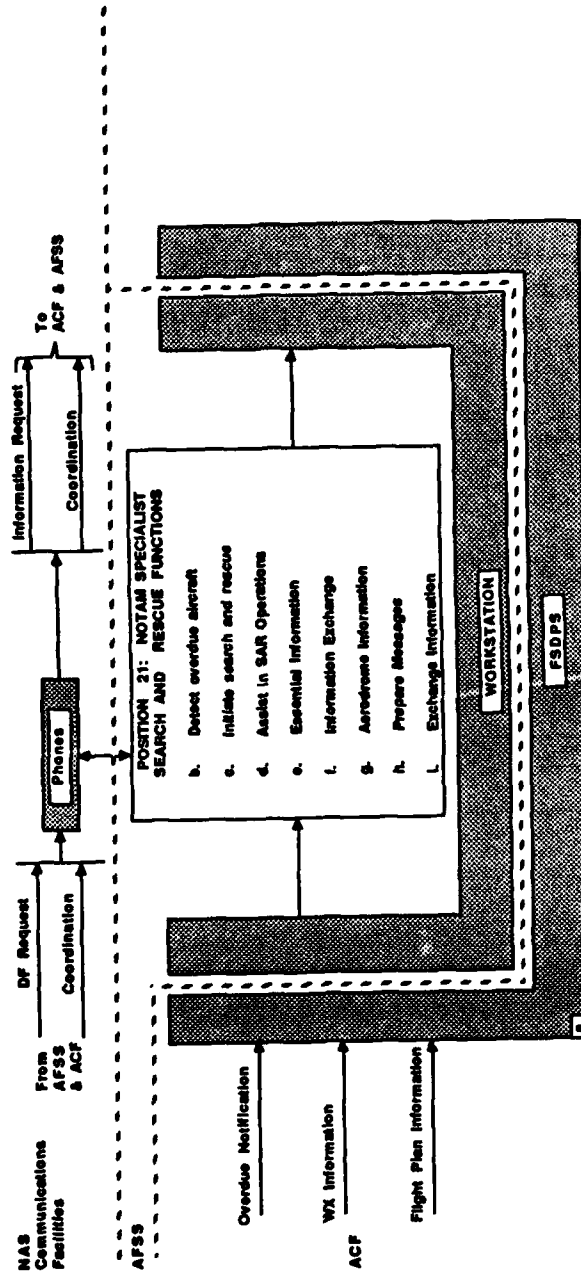 NAS
Communications
Facilities
From
AFSS
& ACF
DF Request
Coordination
Phones
Information Request
Coordination
To
ACF & AFSS
AFSS
POSITION 21: NOTAM SPECIALIST
SEARCH AND RESCUE FUNCTIONS
b. Detect overdue aircraft
c. Initiate search and rescue
d. Assist in SAR Operations
e. Essential Information
f. Information Exchange
g. Aerodrome Information
h. Prepare Messages
i. Exchange Information
Overdue Notification
WX Information
ACF
Flight Plan Information
WORKSTATION
FSDPS
a